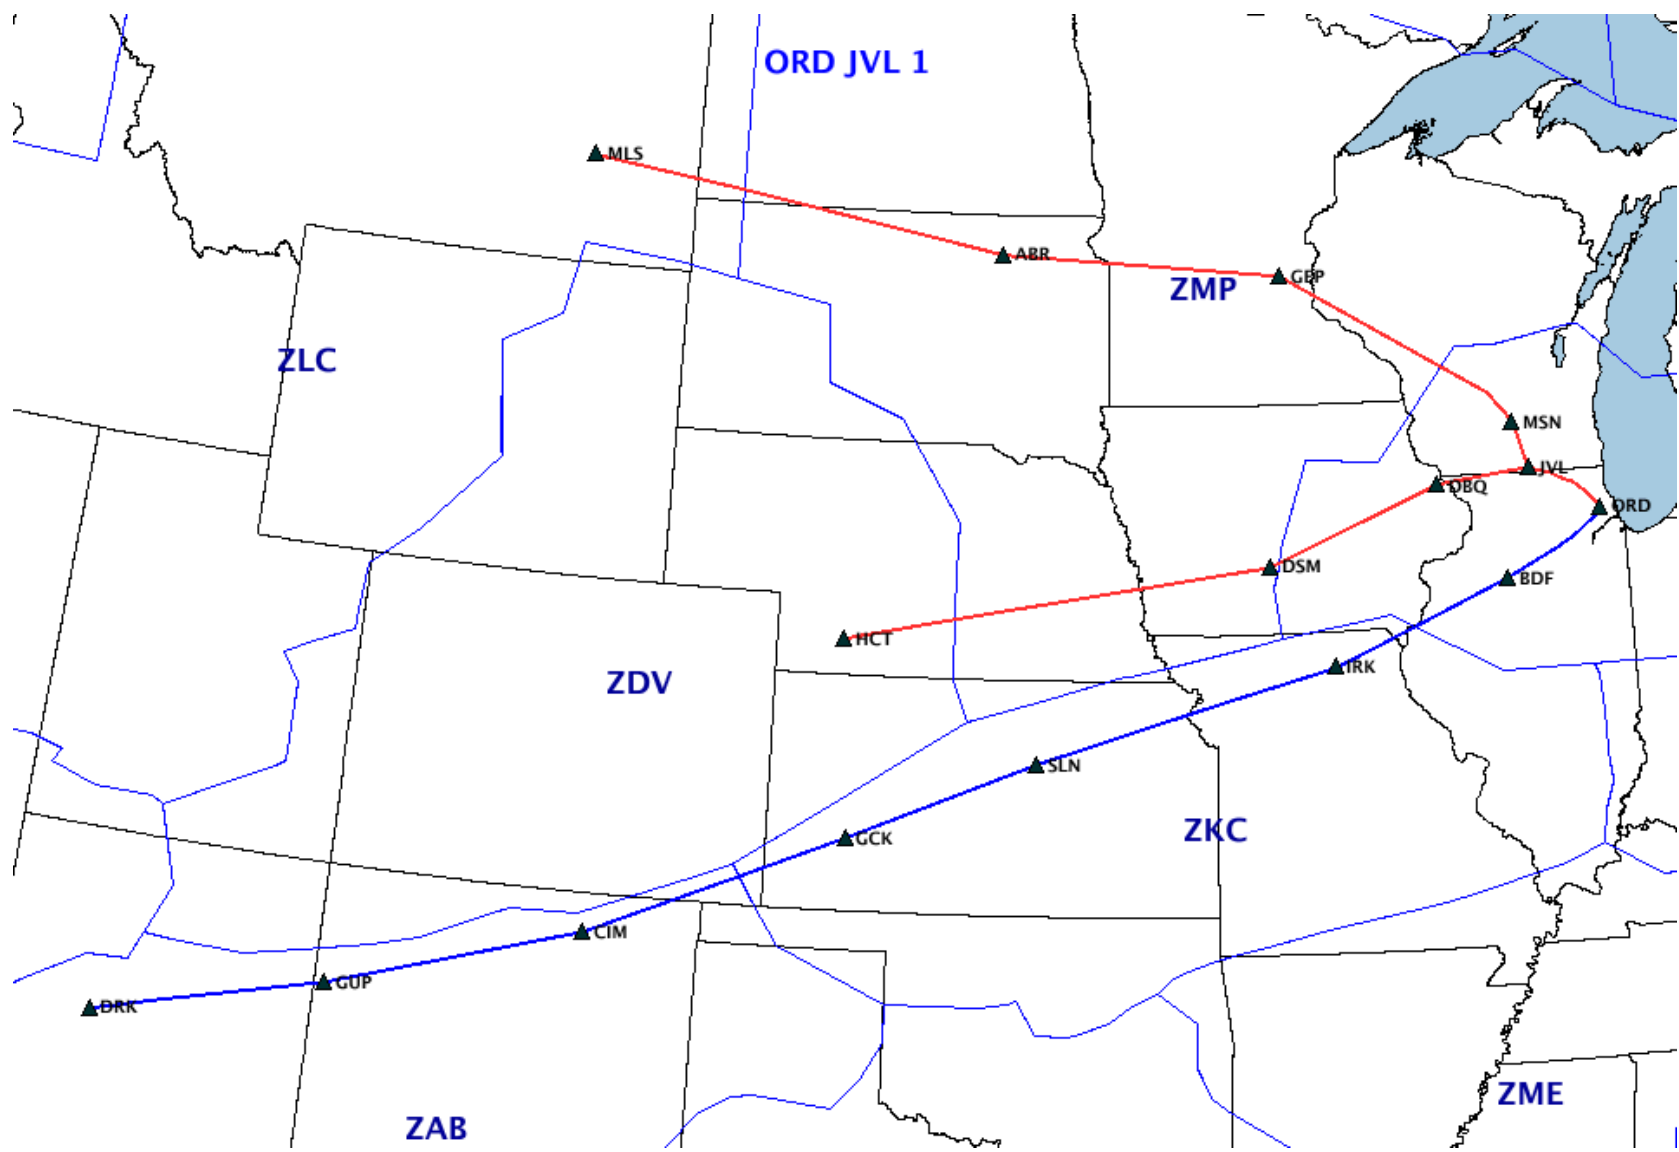 ORD JVL 1
MLS
ABR
GEP
ZMP
ZLC
MSN
JVL
DBQ
ORD
DSM
BDF
HCT
IRK
ZDV
SLN
ZKC
GCK
CIM
GUP
DRK
ZME
ZAB